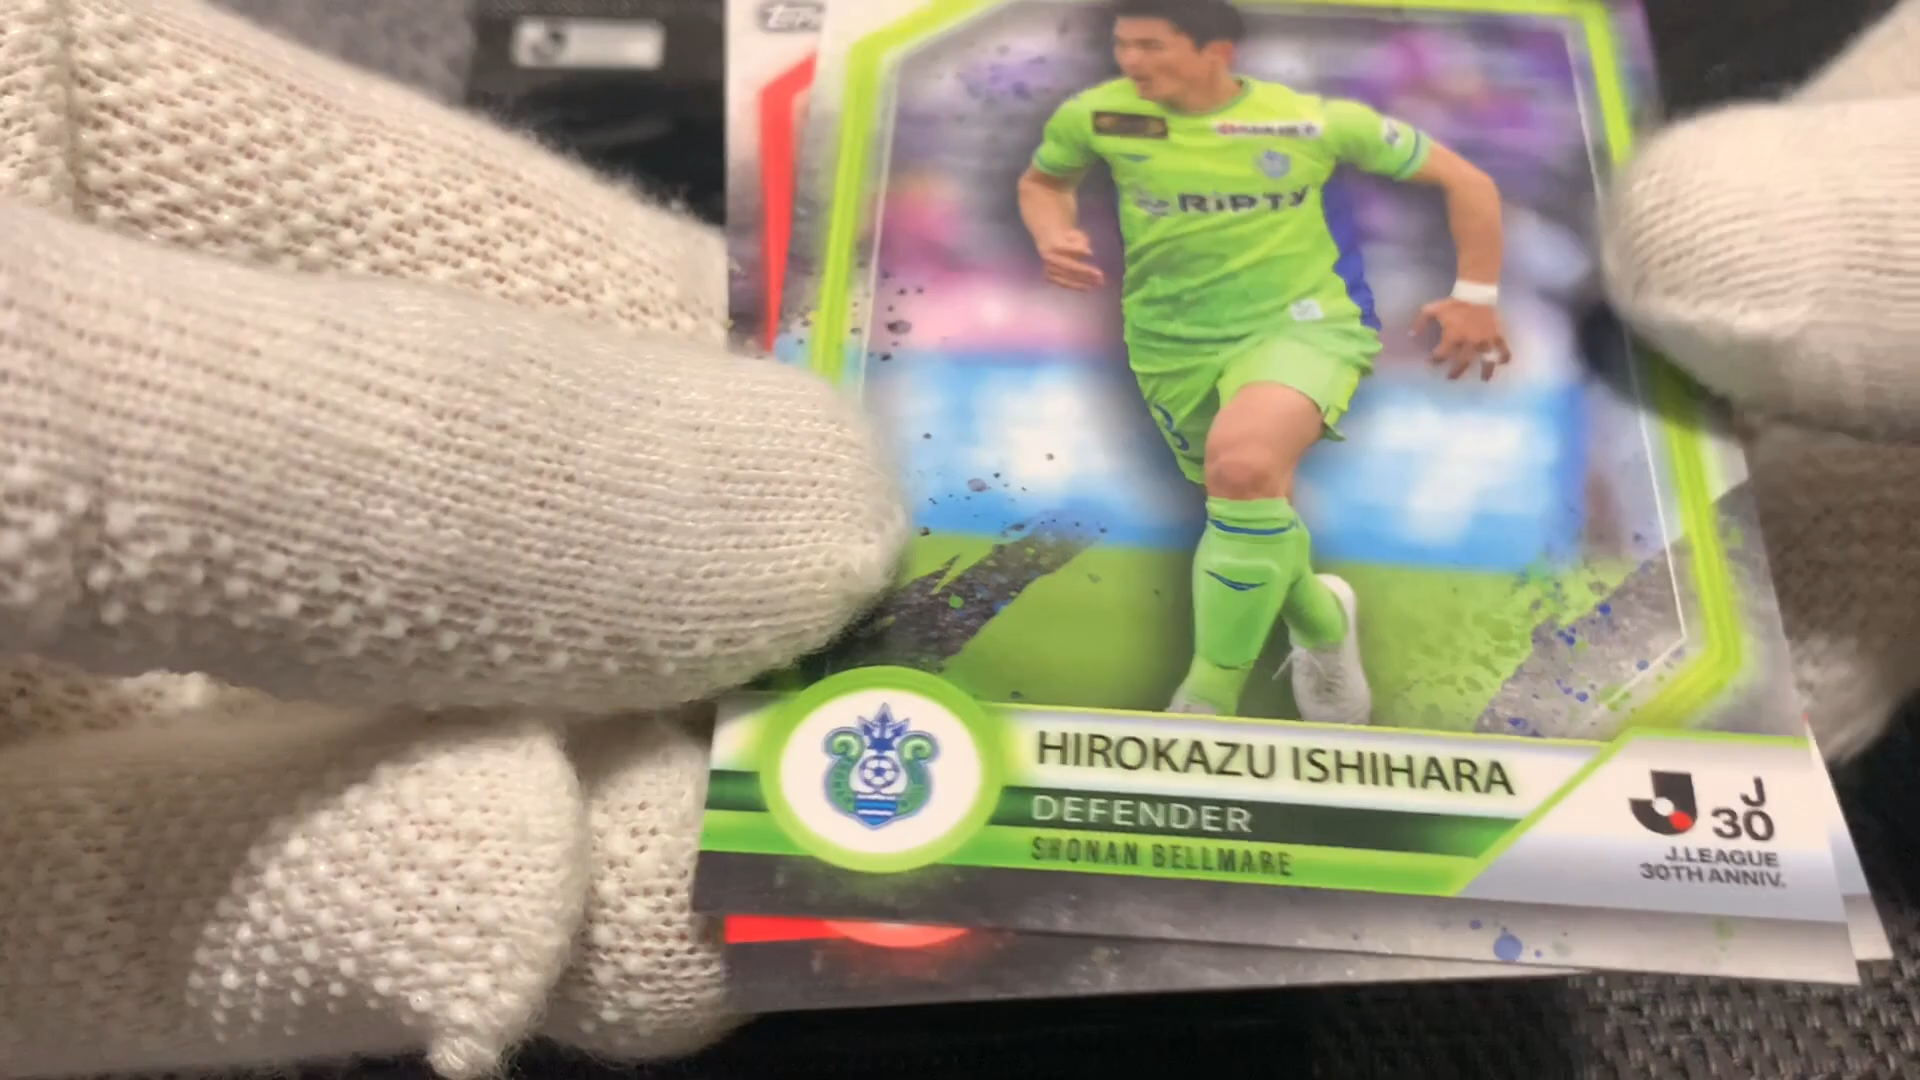 topps
RIPTY
HIROKAZU ISHIHARA
DEFENDER
SHONAN BELLMARE
J
30
J.LEAGUE
30TH ANNIV.